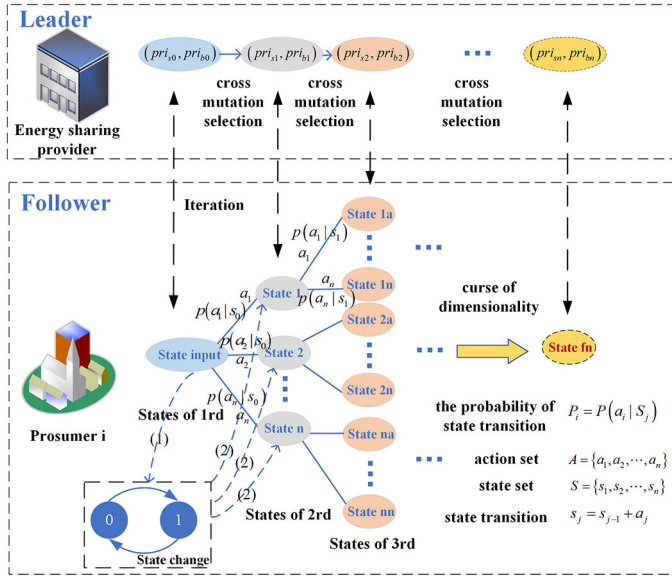 Leader
(pri_s0, pri_b0)
(pri_s1, pri_b1)
(pri_s2, pri_b2)
(pri_sn, pri_bn)
cross
mutation
selection
cross
mutation
selection
cross
mutation
selection
Energy sharing
provider
Follower
Iteration
State 1a
p(a_1 | s_1)
a_1
a_n
State 1n
p(a_n | s_1)
a_1
State 1
p(a_1 | s_0)
State 2a
curse of
dimensionality
p(a_2 | s_0)
State input
a_2
State 2
State fn
State 2n
p(a_n | s_0)
a_n
States of 1rd
Prosumer i
(1)
State n
State na
(2)
(2)
(2)
the probability of
state transition
P_i = P(a_i | S_j)
action set
A = {a_1, a_2, ⋯, a_n}
state set
S = {s_1, s_2, ⋯, s_n}
state transition
s_j = s_{j-1} + a_j
0
1
State change
States of 2rd
State nn
States of 3rd